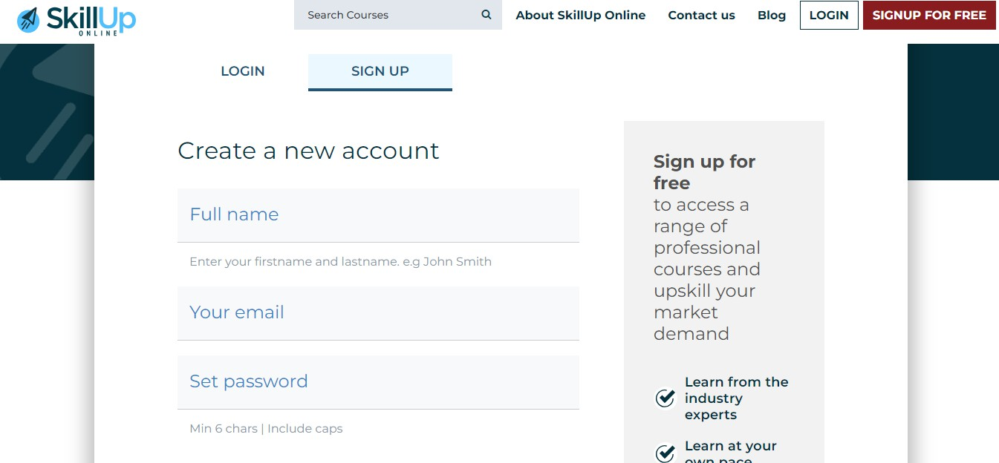 SkillUp
ONLINE
Search Courses
About SkillUp Online
Contact us
Blog
LOGIN
SIGNUP FOR FREE
LOGIN
SIGN UP
Create a new account
Full name
Enter your firstname and lastname. e.g John Smith
Your email
Set password
Min 6 chars | Include caps
Sign up for
free
to access a
range of
professional
courses and
upskill your
market
demand
Learn from the
industry
experts
Learn at your
own pace